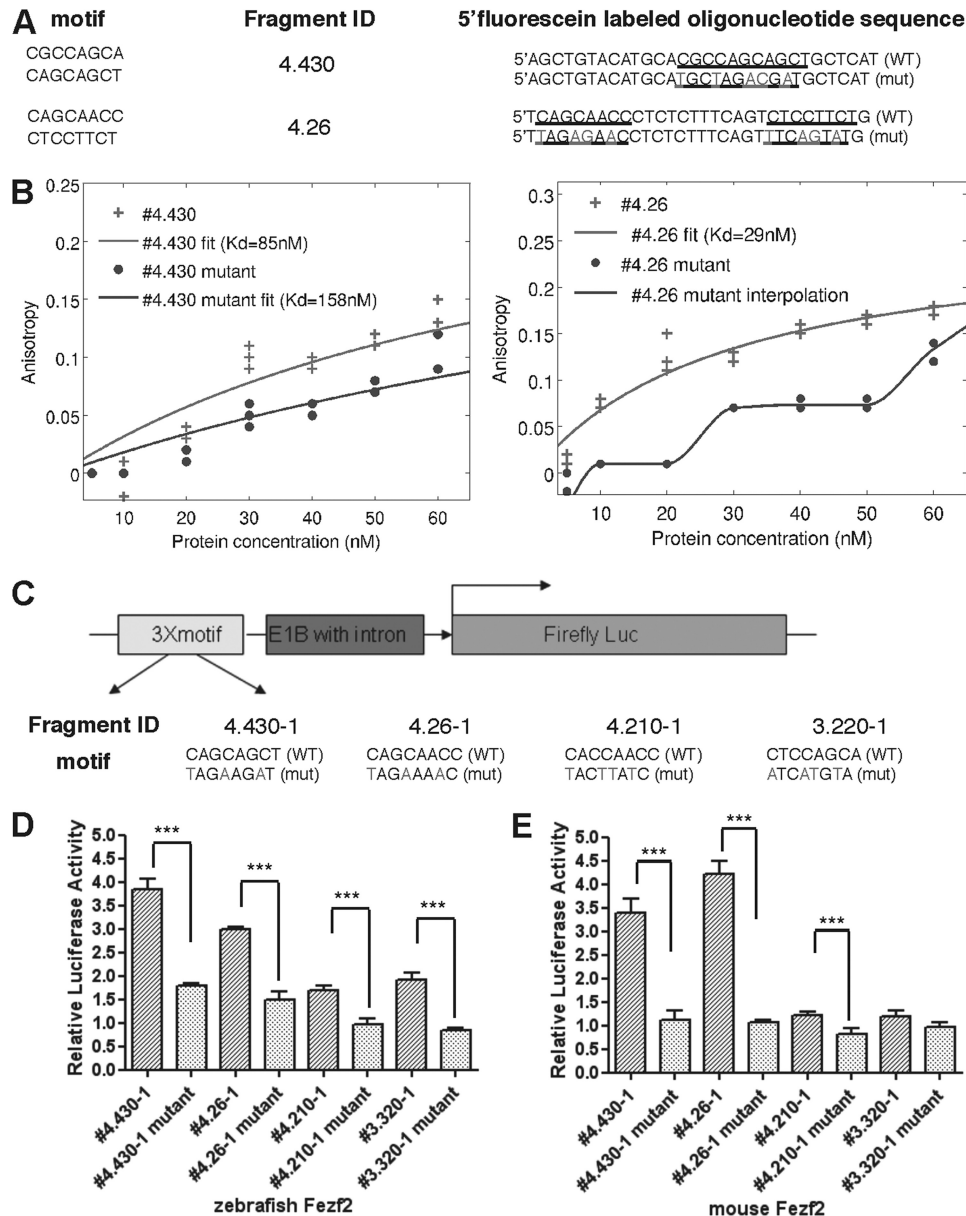 A
motif
Fragment ID
5'fluorescein labeled oligonucleotide sequence
CGCCAGCA
CAGCAGCT
4.430
5'AGCTGTACATGCACGCCAGCAGCTGCTCAT (WT)
5'AGCTGTACATGCATGCTAGACGATGCTCAT (mut)
CAGCAACC
CTCCTTCT
4.26
5'TCAGCAACCCTCTCTTTCAGTCTCCTTCTG (WT)
5'TTAGAGAACCTCTCTTTCAGTTTCAGTATG (mut)
B
Anisotropy
0.25
0.2
0.15
0.1
0.05
0
#4.430
#4.430 fit (Kd=85nM)
#4.430 mutant
#4.430 mutant fit (Kd=158nM)
10 20 30 40 50 60
Protein concentration (nM)
Anisotropy
0.3
0.2
0.15
0.1
0.05
0
#4.26
#4.26 fit (Kd=29nM)
#4.26 mutant
#4.26 mutant interpolation
10 20 30 40 50 60
Protein concentration (nM)
C
3Xmotif
E1B with intron
Firefly Luc
Fragment ID
4.430-1
4.26-1
4.210-1
3.220-1
motif
CAGCAGCT (WT)
TAGAAGAT (mut)
CAGCAACC (WT)
TAGAAAAC (mut)
CACCAACC (WT)
TACTTATC (mut)
CTCCAGCA (WT)
ATCATGTA (mut)
D
Relative Luciferase Activity
5.0
4.5
4.0
3.5
3.0
2.5
2.0
1.5
1.0
0.5
0.0
***
***
***
***
#4.430-1
#4.430-1 mutant
#4.26-1
#4.26-1 mutant
#4.210-1
#4.210-1 mutant
#3.320-1
#3.320-1 mutant
zebrafish Fezf2
E
Relative Luciferase Activity
5.0
4.5
4.0
3.5
3.0
2.5
2.0
1.5
1.0
0.5
0.0
***
***
***
#4.430-1
#4.430-1 mutant
#4.26-1
#4.26-1 mutant
#4.210-1
#4.210-1 mutant
#3.320-1
#3.320-1 mutant
mouse Fezf2